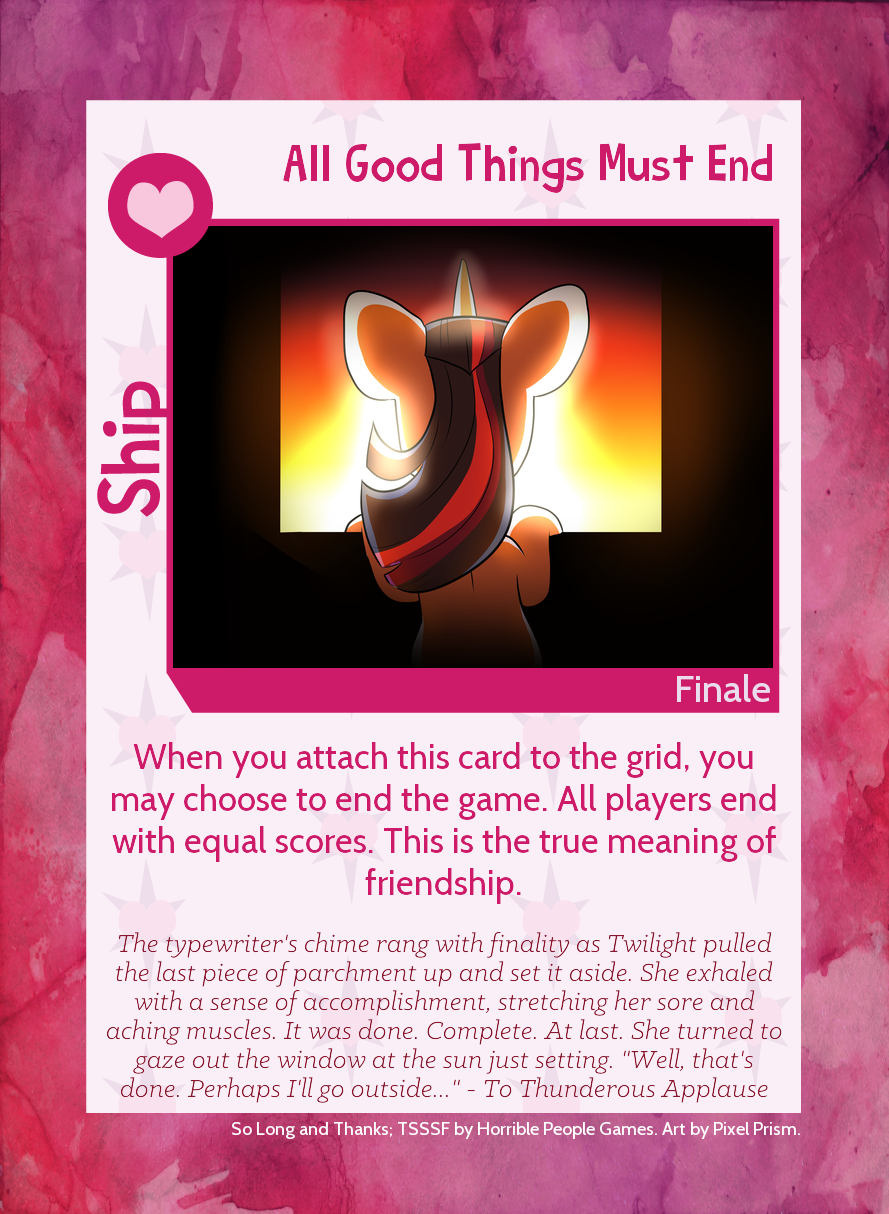 All Good Things Must End
Ship
Finale
When you attach this card to the grid, you
may choose to end the game. All players end
with equal scores. This is the true meaning of
friendship.
The typewriter's chime rang with finality as Twilight pulled
the last piece of parchment up and set it aside. She exhaled
with a sense of accomplishment, stretching her sore and
aching muscles. It was done. Complete. At last. She turned to
gaze out the window at the sun just setting. "Well, that's
done. Perhaps I'll go outside..." - To Thunderous Applause
So Long and Thanks; TSSSF by Horrible People Games. Art by Pixel Prism.